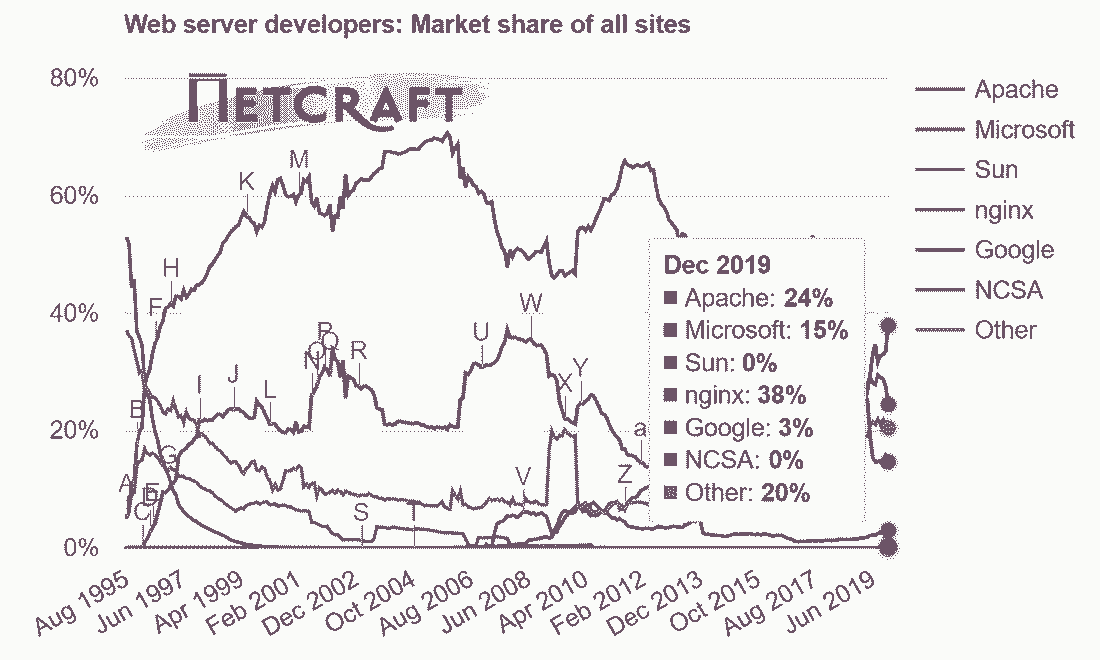 Web server developers: Market share of all sites
80%
NETCRAFT
Apache
Microsoft
Sun
nginx
Google
NCSA
Other
60%
40%
20%
0%
K
M
H
F
I
J
L
P
Q
O
N
R
U
W
X
Y
a
B
G
A
E
C
S
T
V
Z
Dec 2019
Apache: 24%
Microsoft: 15%
Sun: 0%
nginx: 38%
Google: 3%
NCSA: 0%
Other: 20%
Aug 1995
Jun 1997
Apr 1999
Feb 2001
Dec 2002
Oct 2004
Aug 2006
Jun 2008
Apr 2010
Feb 2012
Dec 2013
Oct 2015
Aug 2017
Jun 2019